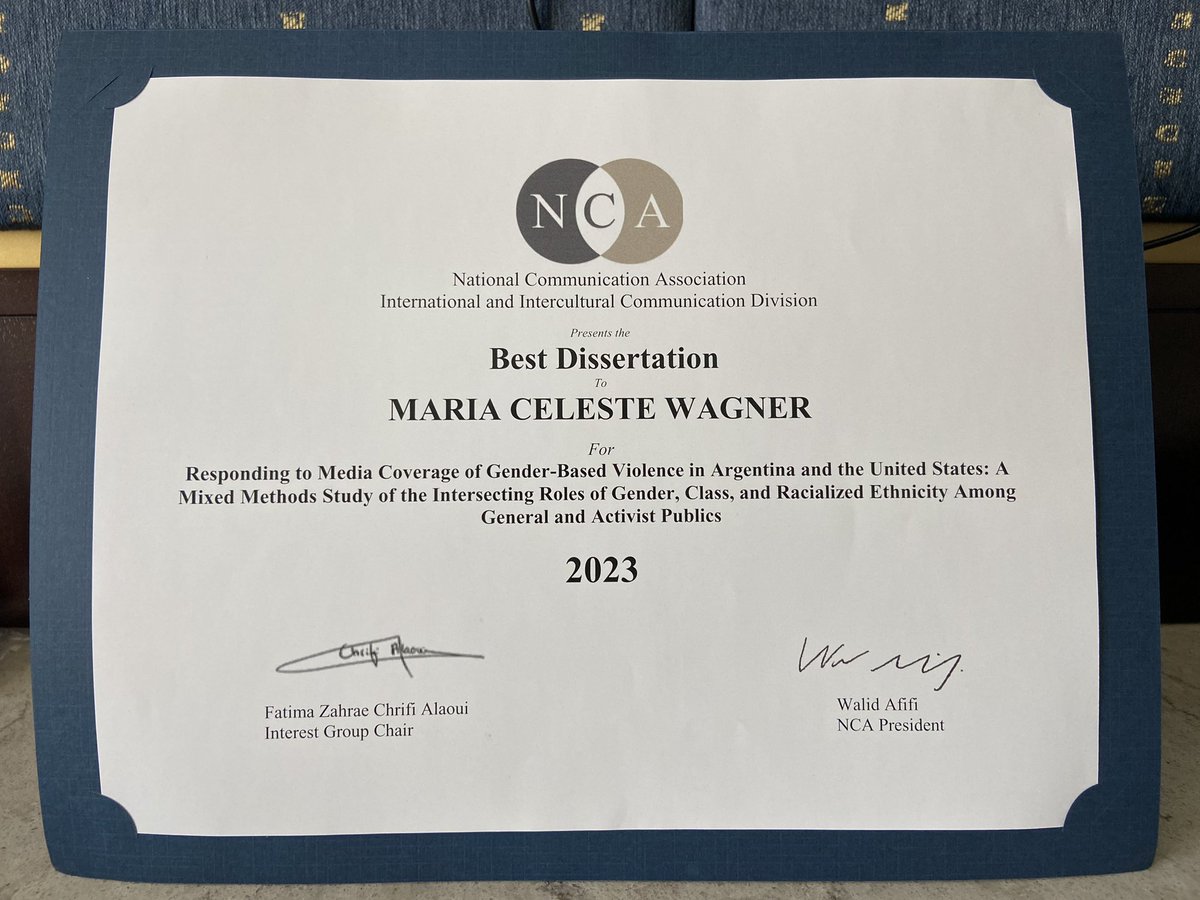 NCA
National Communication Association
International and Intercultural Communication Division
Presents the
Best Dissertation
To
MARIA CELESTE WAGNER
For
Responding to Media Coverage of Gender-Based Violence in Argentina and the United States: A
Mixed Methods Study of the Intersecting Roles of Gender, Class, and Racialized Ethnicity Among
General and Activist Publics
2023
Chrifi Alaoui
Fatima Zahrae Chrifi Alaoui
Interest Group Chair
Walid Afifi
NCA President